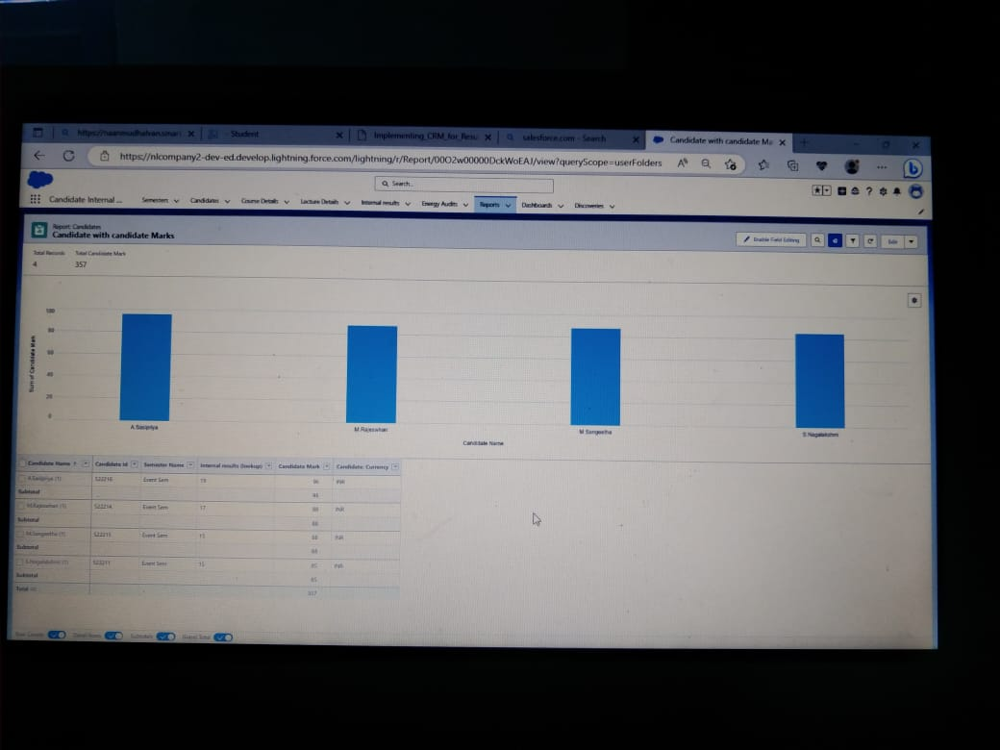 https://naanmudhalvan.smar
Student
Implementing_CRM_for_Resu
salesforce.com - Search
Candidate with candidate Ma
https://nlcompany2-dev-ed.develop.lightning.force.com/lightning/r/Report/00O2w00000DckWoEAJ/view?queryScope=userFolders
Search...
Candidate Internal ...
Semesters
Candidates
Course Details
Lecture Details
Internal results
Energy Audits
Reports
Dashboards
Discoveries
Report: Candidates
Candidate with candidate Marks
Enable Field Editing
Edit
Total Records
Total Candidate Mark
4
357
100
80
60
40
20
0
Sum of Candidate Mark
A.Sasipriya
M.Rajeswhari
M.Sangeetha
S.Nagalakshmi
Candidate Name
Candidate Name ↑
Candidate Id
Semester Name
Internal results (lookup)
Candidate Mark
Candidate: Currency
A.Sasipriya (1)
Event Sem
19
96
INR
Subtotal
96
M.Rajeswhari (1)
522214
Event Sem
17
88
INR
Subtotal
88
M.Sangeetha (1)
Event Sem
15
88
INR
Subtotal
88
S.Nagalakshmi (1)
522211
Event Sem
15
85
INR
Subtotal
85
Total (4)
357
Row Counts
Detail Rows
Subtotals
Grand Total